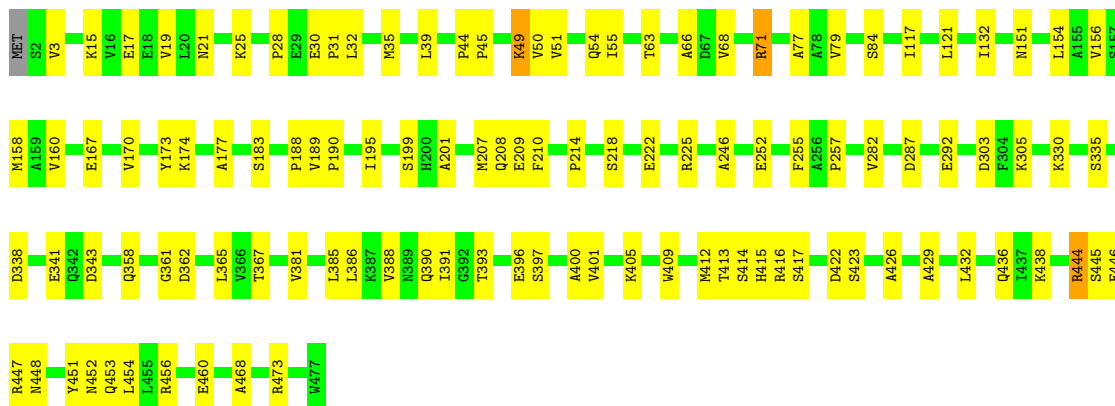 MET S2 V3 K15 V16 E17 E18 V19 L20 N21 K25 P28 E29 E30 P31 L32 M35 L39 P44 P45 K49 V50 V51 Q54 I55 T63 A66 D67 V68 R71 A77 A78 V79 S84 I117 L121 I132 N151 L154 A155 V156 S157
M158 A159 V160 E167 V170 Y173 K174 A177 S183 P188 V189 P190 I195 S199 H200 A201 M207 Q208 E209 F210 P214 S218 E222 R225 A246 E252 F255 A256 P257 V282 D287 E292 D303 F304 K305 K330 S335
D338 E341 Q342 D343 Q358 G361 D362 L365 V366 T367 V381 L385 L386 K387 V388 N389 Q390 I391 G392 T393 E396 S397 A400 V401 K405 W409 M412 T413 S414 H415 R416 S417 D422 S423 A426 A429 L432 Q436 I437 K438 R444 S445
R447 N448 Y451 N452 Q453 L454 L455 R456 E460 A468 R473 W477